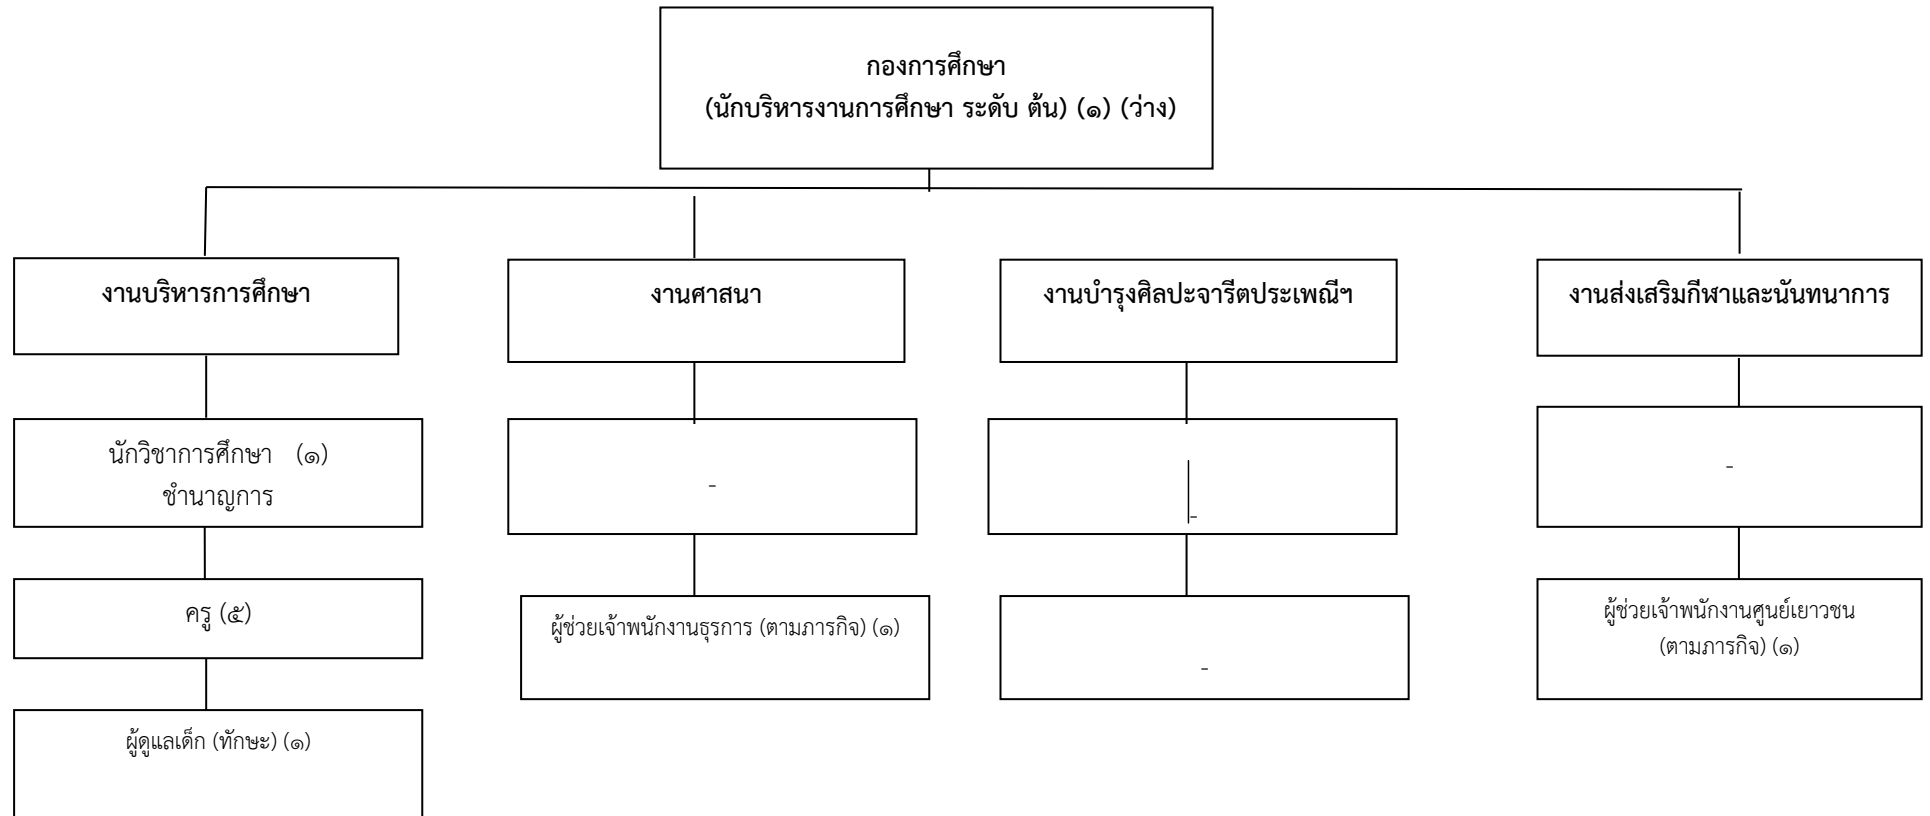 กองการศึกษา
(นักบริหารงานการศึกษา ระดับ ต้น) (๑) (ว่าง)
งานบริหารการศึกษา
งานศาสนา
งานบำรุงศิลปะจารีตประเพณีฯ
งานส่งเสริมกีฬาและนันทนาการ
นักวิชาการศึกษา (๑)
ชำนาญการ
-
-
-
ครู (๕)
ผู้ช่วยเจ้าพนักงานธุรการ (ตามภารกิจ) (๑)
-
ผู้ช่วยเจ้าพนักงานศูนย์เยาวชน
(ตามภารกิจ) (๑)
ผู้ดูแลเด็ก (ทักษะ) (๑)